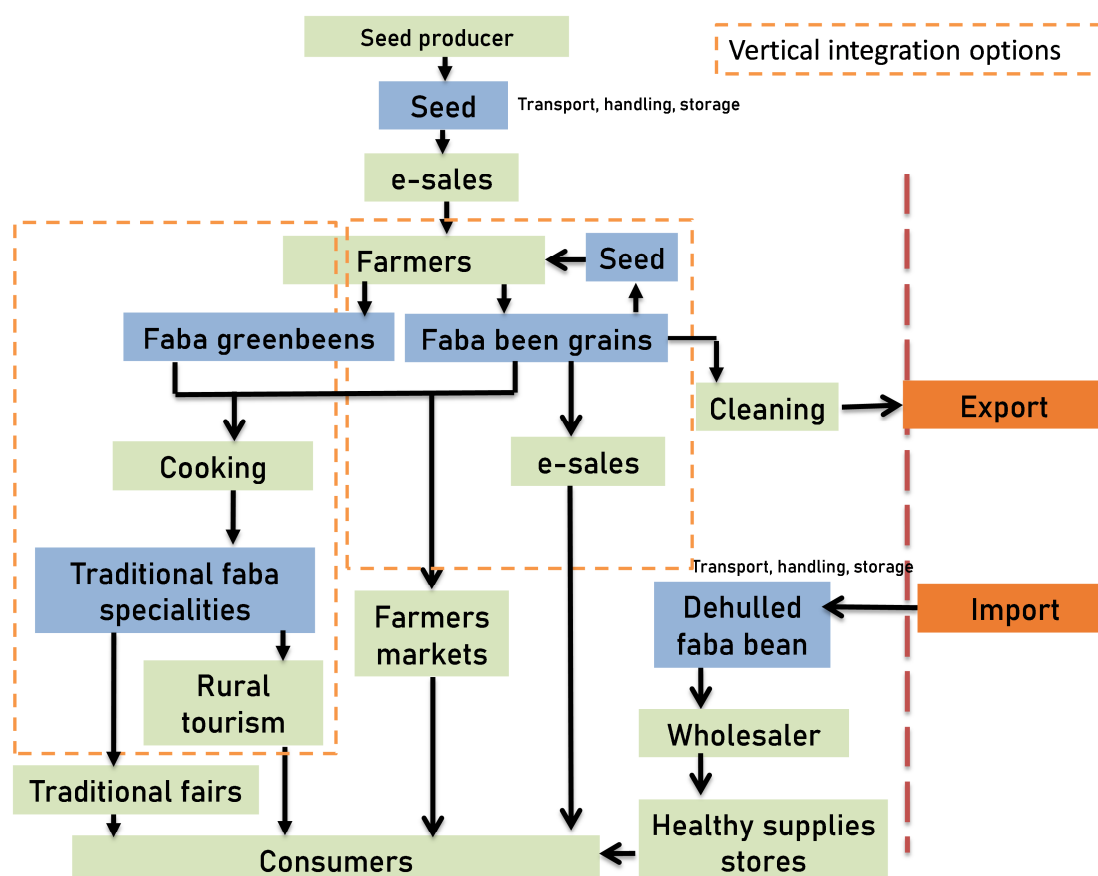 Seed producer
Vertical integration options
Seed
Transport, handling, storage
e-sales
Farmers
Seed
Faba greenbeens
Faba been grains
Cleaning
Export
Cooking
e-sales
Transport, handling, storage
Traditional faba
specialities
Farmers
markets
Dehulled
faba bean
Import
Rural
tourism
Wholesaler
Traditional fairs
Healthy supplies
stores
Consumers